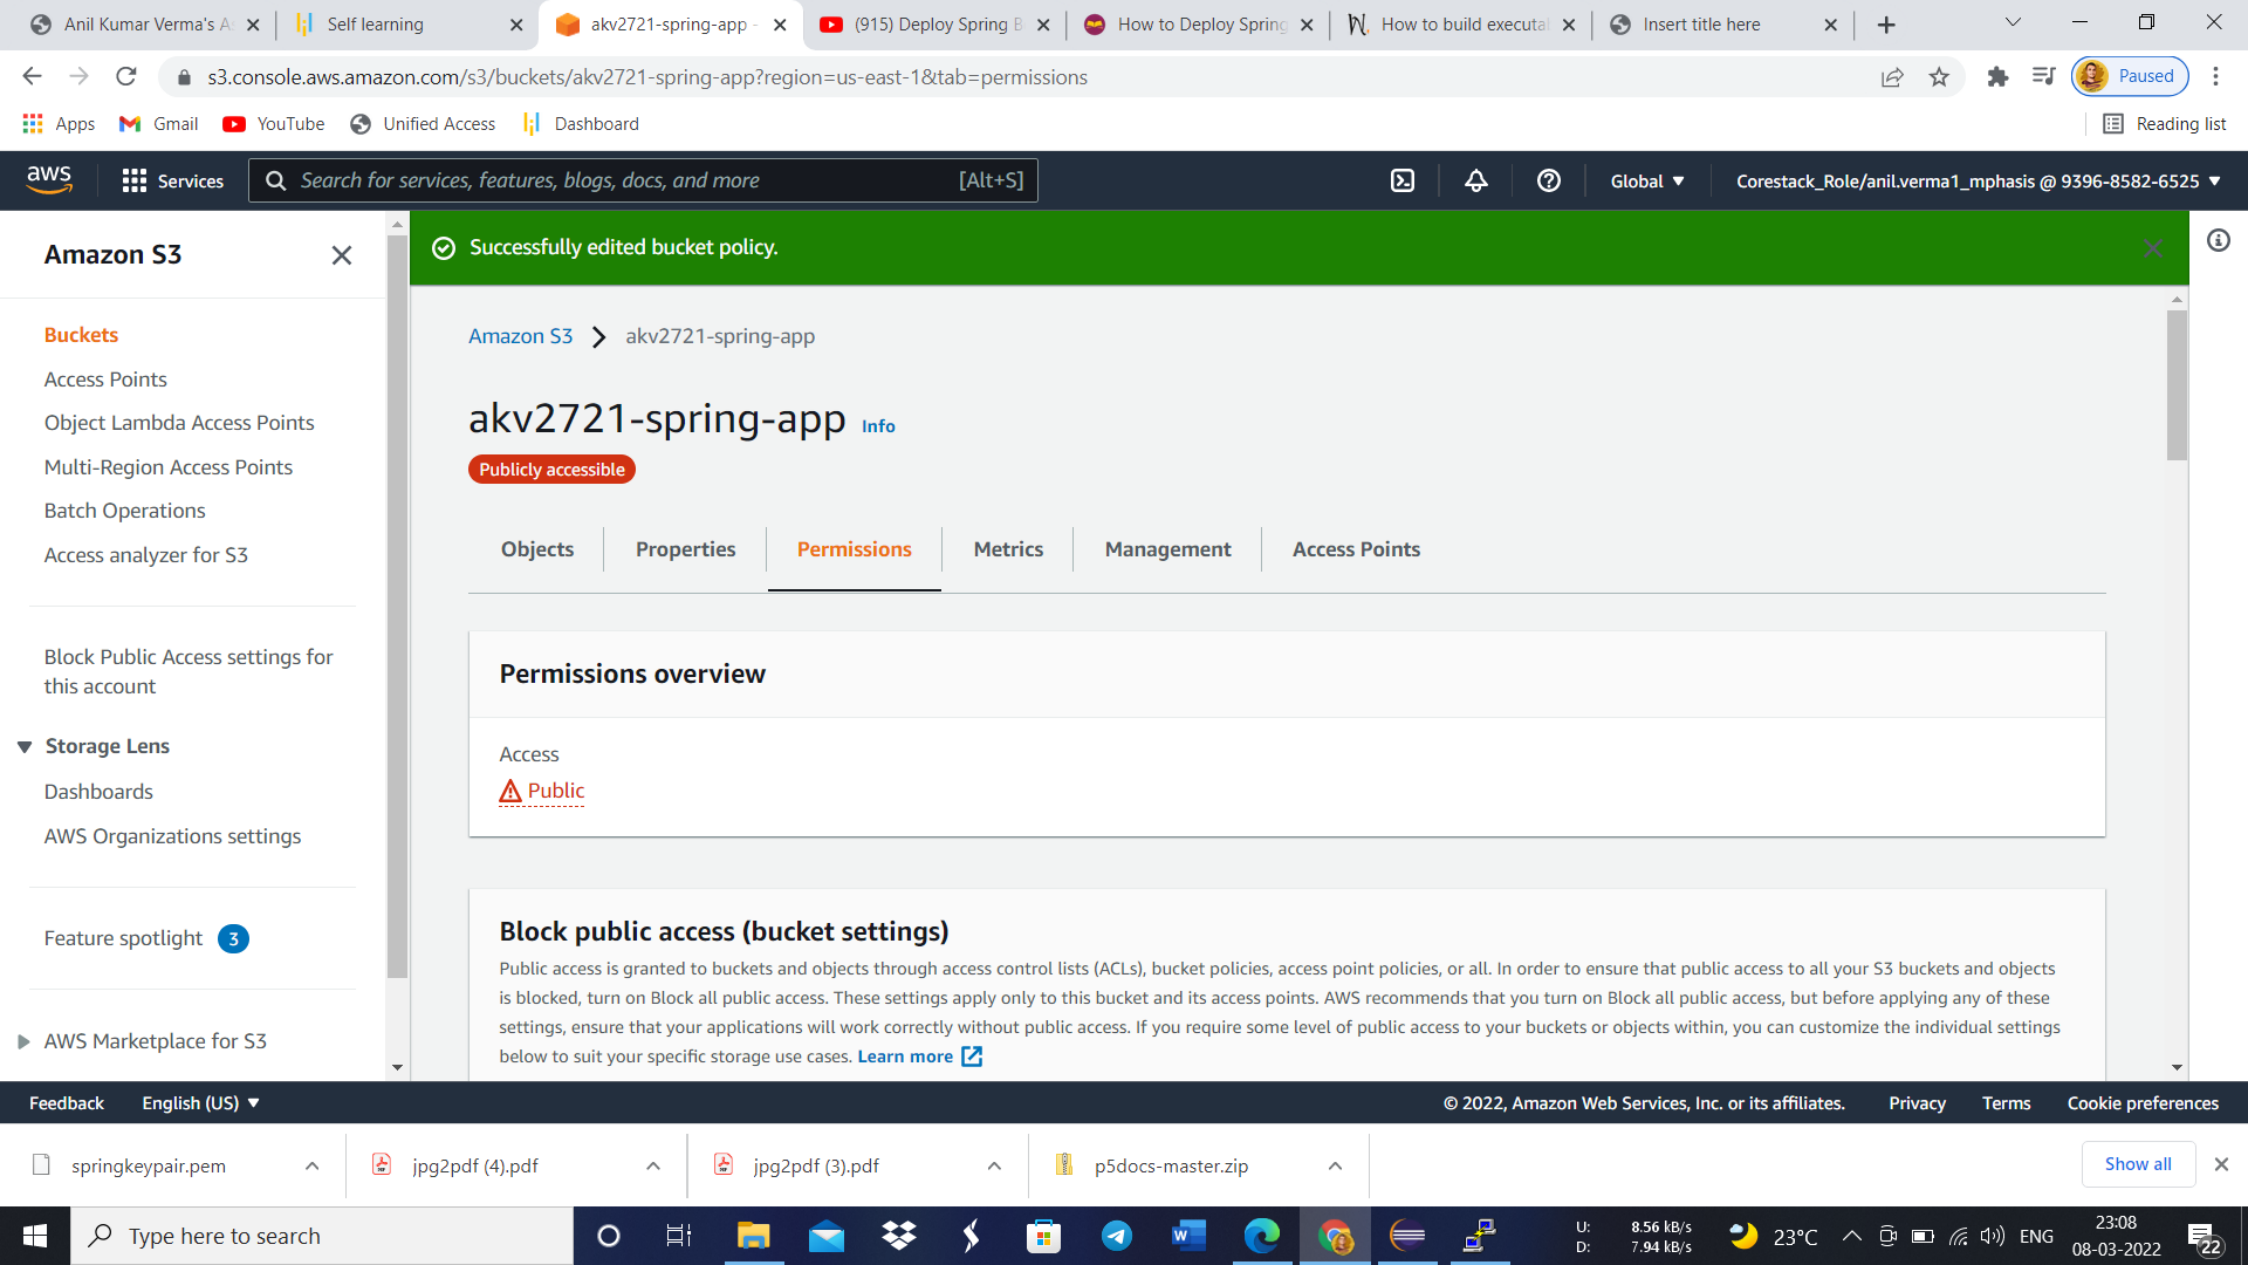 Anil Kumar Verma's A
Self learning
akv2721-spring-app -
(915) Deploy Spring B
How to Deploy Spring
How to build executal
Insert title here
s3.console.aws.amazon.com/s3/buckets/akv2721-spring-app?region=us-east-1&tab=permissions
Paused
Apps
Gmail
YouTube
Unified Access
Dashboard
Reading list
aws
Services
Search for services, features, blogs, docs, and more
[Alt+S]
Global
Corestack_Role/anil.verma1_mphasis @ 9396-8582-6525
Amazon S3
Buckets
Access Points
Object Lambda Access Points
Multi-Region Access Points
Batch Operations
Access analyzer for S3
Block Public Access settings for
this account
Storage Lens
Dashboards
AWS Organizations settings
Feature spotlight 3
AWS Marketplace for S3
Successfully edited bucket policy.
Amazon S3
akv2721-spring-app
akv2721-spring-app Info
Publicly accessible
Objects
Properties
Permissions
Metrics
Management
Access Points
Permissions overview
Access
Public
Block public access (bucket settings)
Public access is granted to buckets and objects through access control lists (ACLs), bucket policies, access point policies, or all. In order to ensure that public access to all your S3 buckets and objects
is blocked, turn on Block all public access. These settings apply only to this bucket and its access points. AWS recommends that you turn on Block all public access, but before applying any of these
settings, ensure that your applications will work correctly without public access. If you require some level of public access to your buckets or objects within, you can customize the individual settings
below to suit your specific storage use cases. Learn more
Feedback
English (US)
© 2022, Amazon Web Services, Inc. or its affiliates.
Privacy
Terms
Cookie preferences
springkeypair.pem
jpg2pdf (4).pdf
jpg2pdf (3).pdf
p5docs-master.zip
Show all
Type here to search
U: 8.56 kB/s
D: 7.94 kB/s
23°C
ENG
23:08
08-03-2022
22